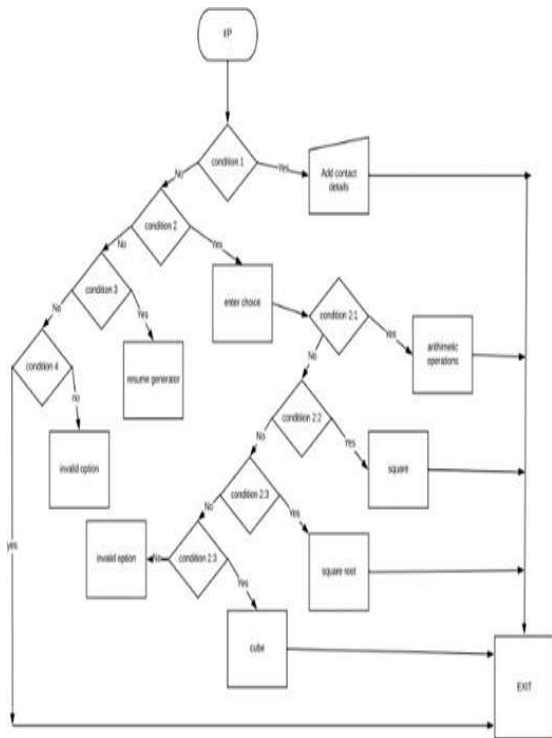 I/P
condition 1
No
Yes
Add contact
details
condition 2
No
Yes
condition 3
enter choice
condition 2.1
No
Yes
Yes
arthimetic
operations
condition 4
resume generator
No
no
condition 2.2
No
Yes
invalid option
condition 2.3
square
No
Yes
yes
invalid option
No
condition 2.3
square root
Yes
cube
EXIT